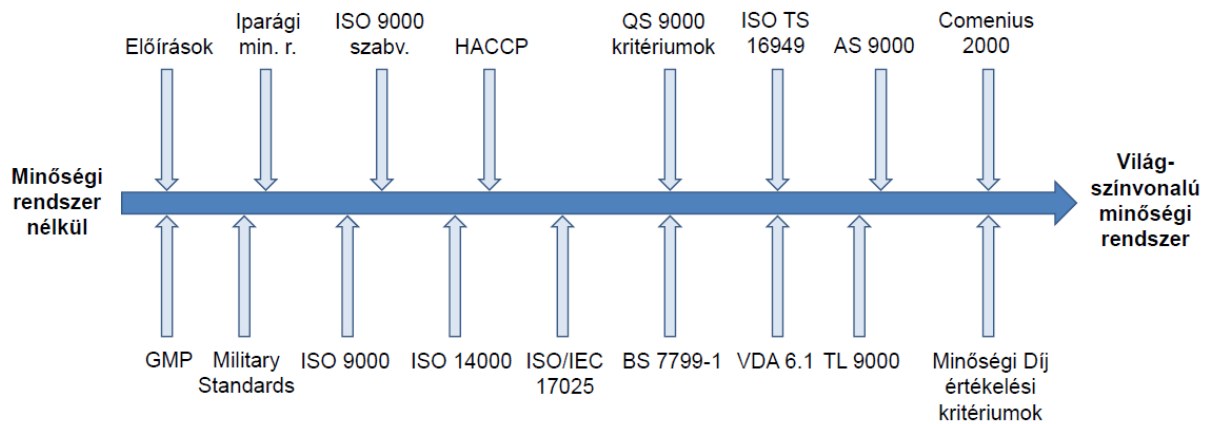 Előírások
Iparági
min. r.
ISO 9000
szabv.
HACCP
QS 9000
kritériumok
ISO TS
16949
AS 9000
Comenius
2000
Minőségi
rendszer
nélkül
Világ-
színvonalú
minőségi
rendszer
GMP
Military
Standards
ISO 9000
ISO 14000
ISO/IEC
17025
BS 7799-1
VDA 6.1
TL 9000
Minőségi Díj
értékelési
kritériumok